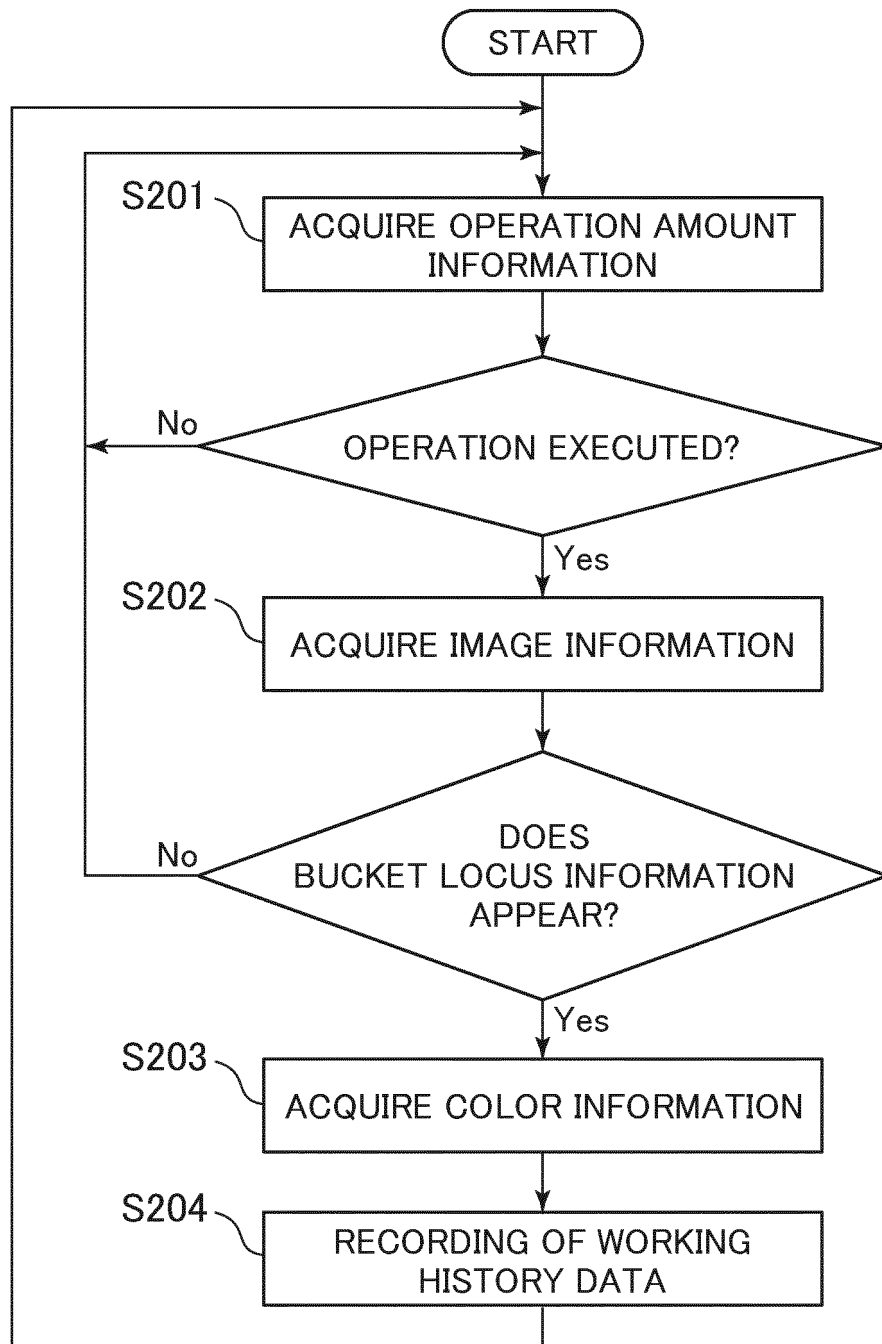 START
S201
ACQUIRE OPERATION AMOUNT
INFORMATION
No
OPERATION EXECUTED?
Yes
S202
ACQUIRE IMAGE INFORMATION
No
DOES
BUCKET LOCUS INFORMATION
APPEAR?
Yes
S203
ACQUIRE COLOR INFORMATION
S204
RECORDING OF WORKING
HISTORY DATA